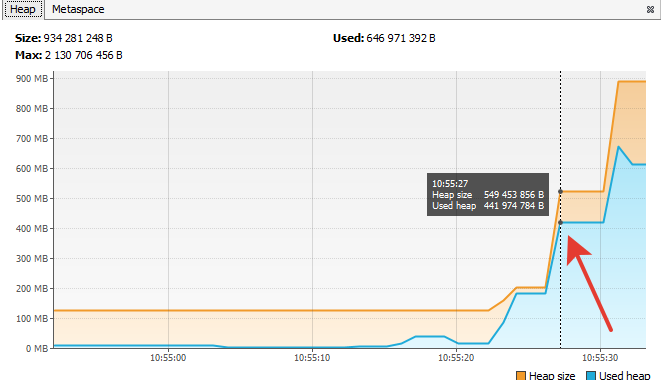 Heap Metaspace
Size: 934 281 248 B Used: 646 971 392 B
Max: 2 130 706 456 B
900 MB
800 MB
700 MB
600 MB
500 MB
400 MB
300 MB
200 MB
100 MB
0 MB
10:55:27
Heap size 549 453 856 B
Used heap 441 974 784 B
10:55:00 10:55:10 10:55:20 10:55:30
Heap size Used heap